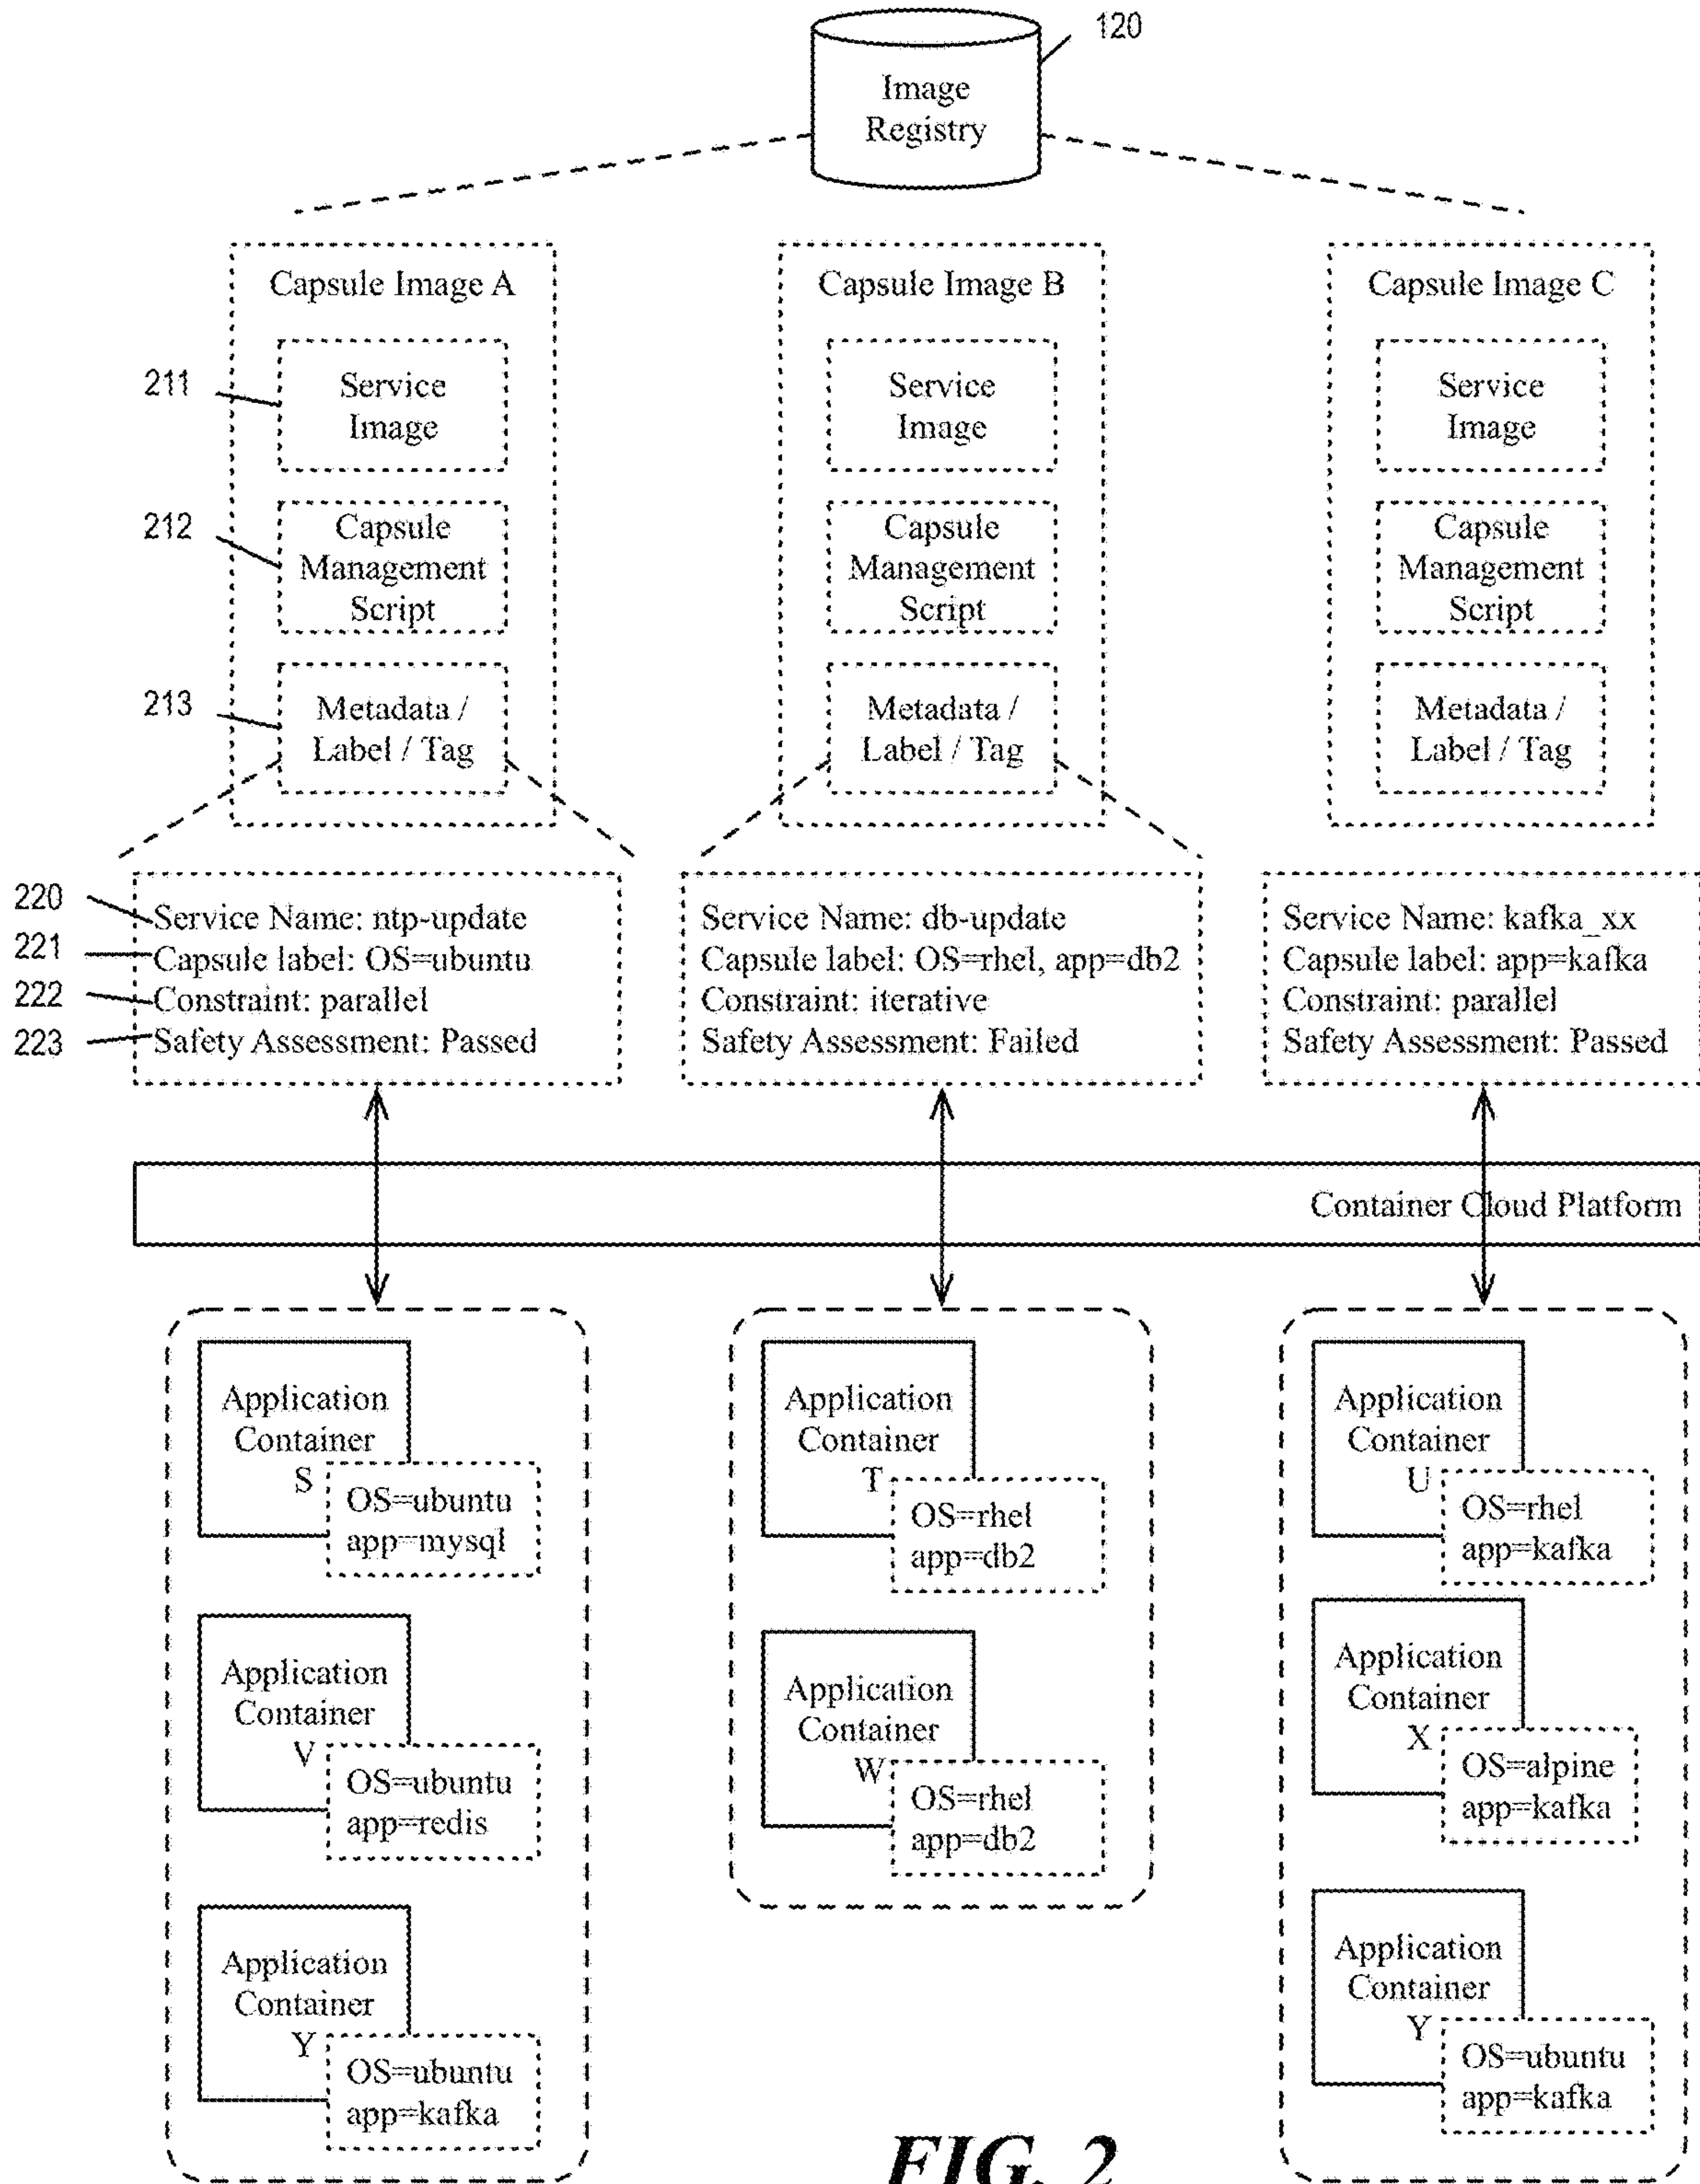 120
Image
Registry
Capsule Image A
211
Service
Image
212
Capsule
Management
Script
213
Metadata /
Label / Tag
Capsule Image B
Service
Image
Capsule
Management
Script
Metadata /
Label / Tag
Capsule Image C
Service
Image
Capsule
Management
Script
Metadata /
Label / Tag
220
Service Name: ntp-update
221
Capsule label: OS=ubuntu
222
Constraint: parallel
223
Safety Assessment: Passed
Service Name: db-update
Capsule label: OS=rhel, app=db2
Constraint: iterative
Safety Assessment: Failed
Service Name: kafka_xx
Capsule label: app=kafka
Constraint: parallel
Safety Assessment: Passed
Container Cloud Platform
Application
Container
S
OS=ubuntu
app=mysql
Application
Container
V
OS=ubuntu
app=redis
Application
Container
Y
OS=ubuntu
app=kafka
Application
Container
T
OS=rhel
app=db2
Application
Container
W
OS=rhel
app=db2
Application
Container
U
OS=rhel
app=kafka
Application
Container
X
OS=alpine
app=kafka
Application
Container
Y
OS=ubuntu
app=kafka
FIG. 2